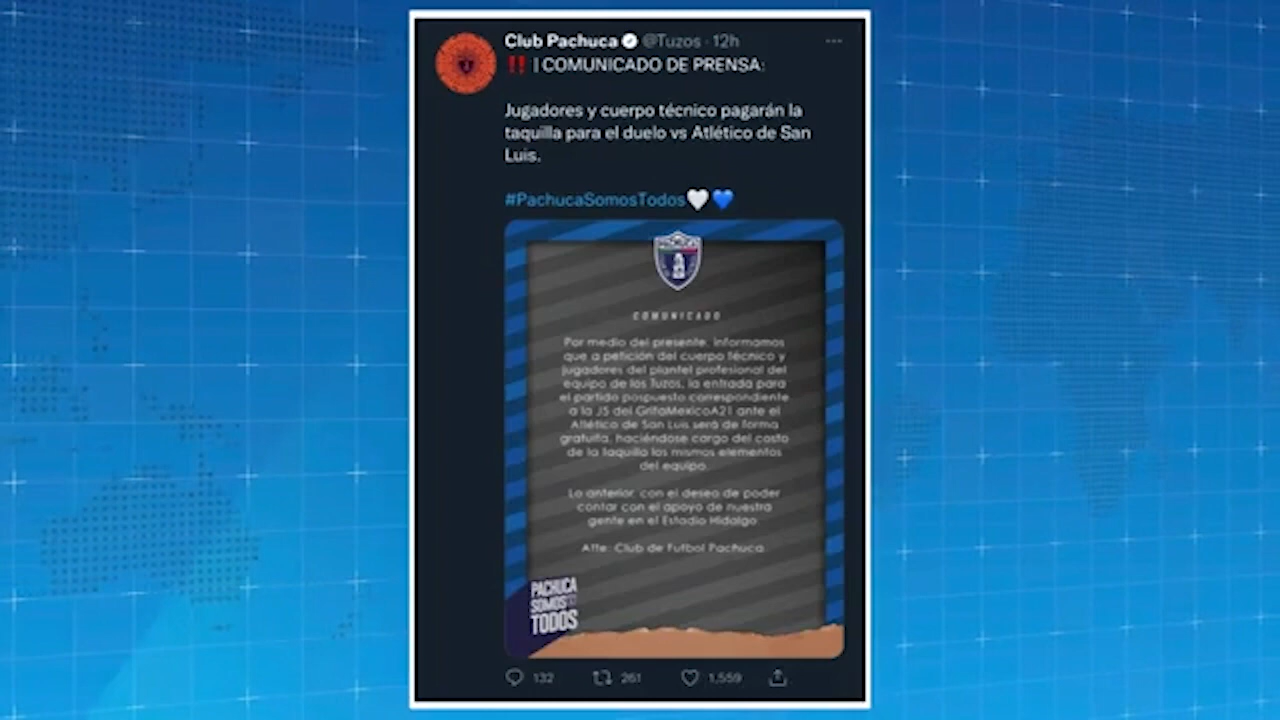 Club Pachuca @Tuzos · 12h
‼️ | COMUNICADO DE PRENSA:
Jugadores y cuerpo técnico pagarán la
taquilla para el duelo vs Atlético de San
Luis.
#PachucaSomosTodos🤍💙
COMUNICADO
Por medio del presente, informamos
que a petición del cuerpo técnico y
jugadores del plantel profesional del
equipo de los Tuzos, la entrada para
el partido pospuesto correspondiente
a la J5 del GritaMexicoA21 ante el
Atlético de San Luis será de forma
gratuita, haciéndose cargo del costo
de la taquilla los mismos elementos
del equipo.
Lo anterior, con el deseo de poder
contar con el apoyo de nuestra
gente en el Estadio Hidalgo
Atte: Club de Futbol Pachuca
PACHUCA
SOMOS
TODOS
132 261 1,559